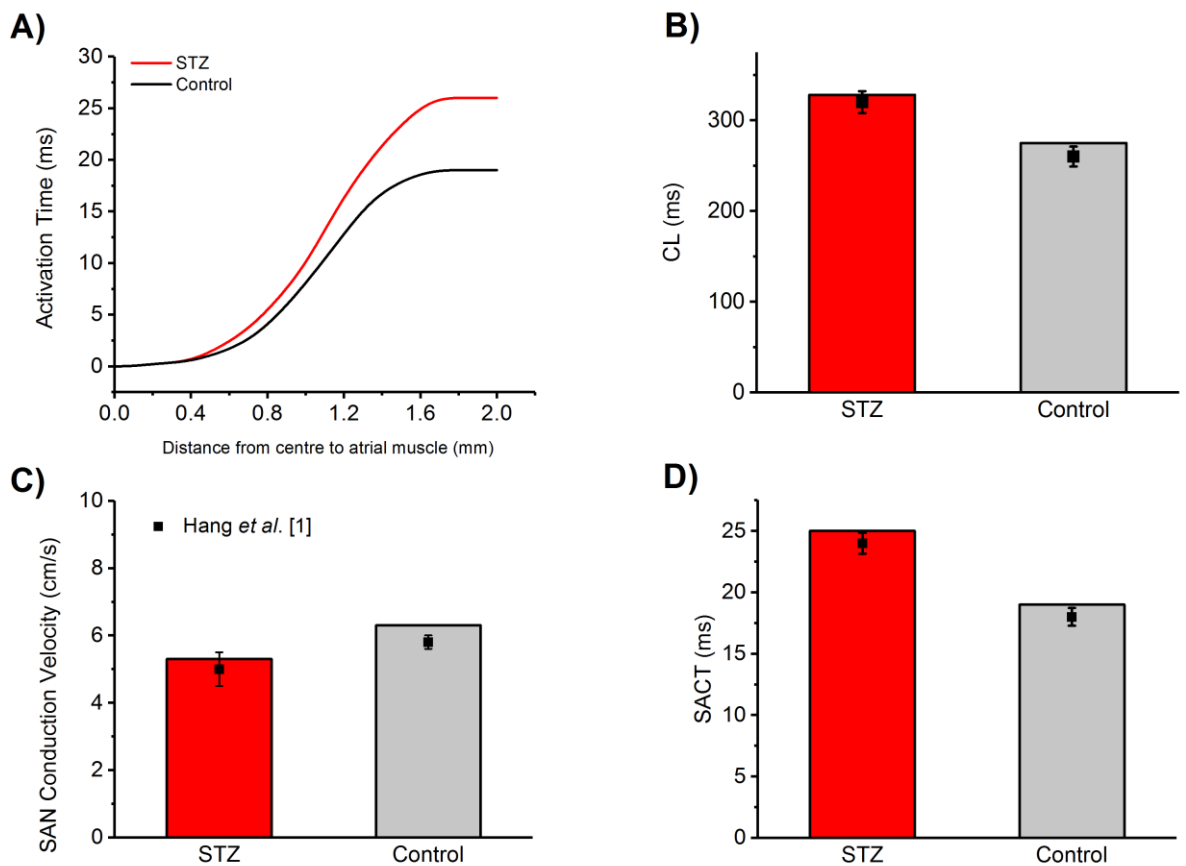 A)
30
25
20
15
10
5
0
Activation Time (ms)
STZ
Control
0.0 0.4 0.8 1.2 1.6 2.0
Distance from centre to atrial muscle (mm)
B)
300
200
100
0
CL (ms)
STZ Control
C)
10
8
6
4
2
0
SAN Conduction Velocity (cm/s)
Hang et al. [1]
STZ Control
D)
25
20
15
10
5
0
SACT (ms)
STZ Control